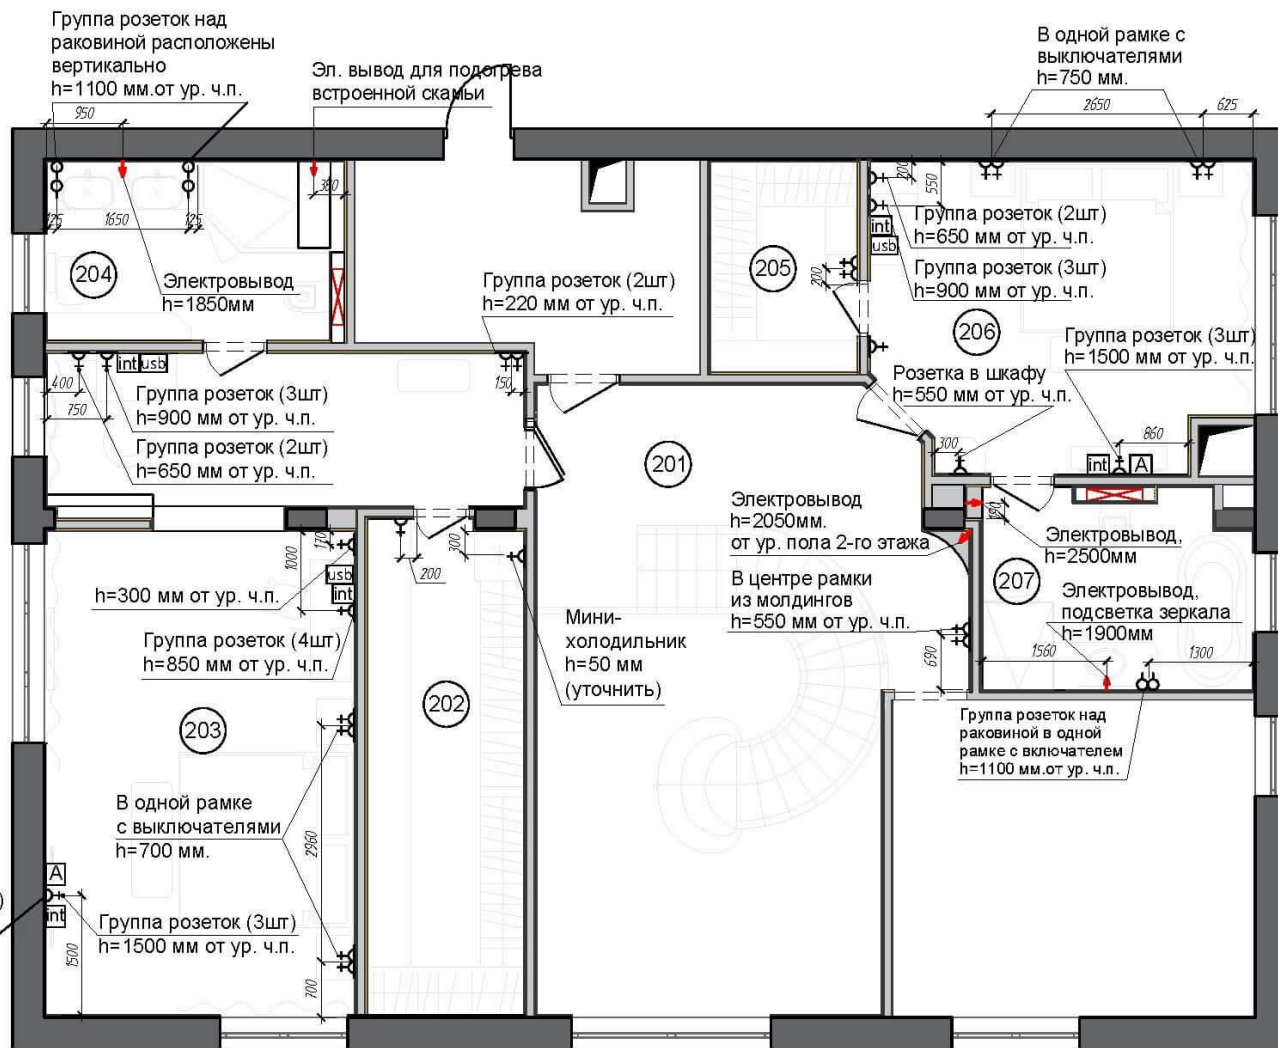 Группа розеток над
раковиной расположены
вертикально
h=1100 мм.от ур. ч.п.
Эл. вывод для подогрева
встроенной скамьи
В одной рамке с
выключателями
h=750 мм.
950
2650
625
380
125
1650
125
204
Электровывод
h=1850мм
200
550
Группа розеток (2шт)
h=650 мм от ур. ч.п.
int
usb
Группа розеток (3шт)
h=900 мм от ур. ч.п.
205
200
206
Группа розеток (2шт)
h=220 мм от ур. ч.п.
Группа розеток (3шт)
h=1500 мм от ур. ч.п.
Розетка в шкафу
h=550 мм от ур. ч.п.
int
usb
400
750
150
Группа розеток (3шт)
h=900 мм от ур. ч.п.
Группа розеток (2шт)
h=650 мм от ур. ч.п.
300
860
int
A
201
Электровывод
h=2050мм.
от ур. пола 2-го этажа
Электровывод,
h=2500мм
207
1000
300
200
usb
int
h=300 мм от ур. ч.п.
В центре рамки
из молдингов
h=550 мм от ур. ч.п.
Электровывод,
подсветка зеркала
h=1900мм
Группа розеток (4шт)
h=850 мм от ур. ч.п.
Мини-
холодильник
h=50 мм
(уточнить)
690
1560
1300
202
203
Группа розеток над
раковиной в одной
рамке с включателем
h=1100 мм.от ур. ч.п.
В одной рамке
с выключателями
h=700 мм.
2960
A
int
)
Группа розеток (3шт)
h=1500 мм от ур. ч.п.
1500
700